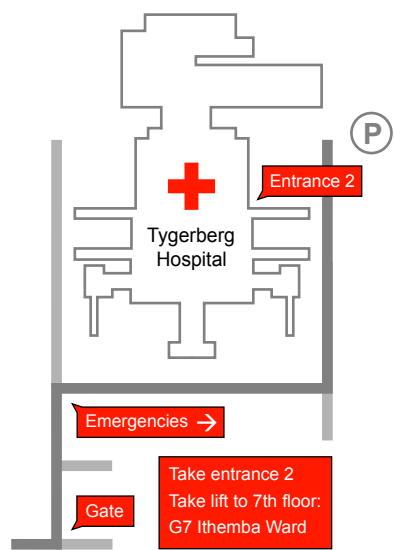 P
Entrance 2
Tygerberg
Hospital
Emergencies →
Take entrance 2
Take lift to 7th floor:
G7 Ithemba Ward
Gate